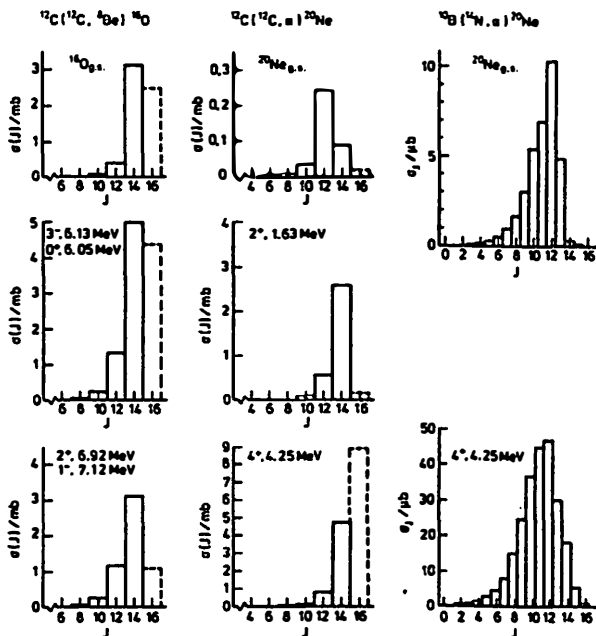 ¹²C(¹²C, ⁸Be)¹⁶O
¹²C(¹²C, α)²⁰Ne
¹⁰B(¹⁴N, α)²⁰Ne
¹⁶Og.s.
σ(J)/mb
3
2
1
0
6 8 10 12 14 16
J
²⁰Neg.s.
σ(J)/mb
0,3
0,2
0,1
0
4 6 8 10 12 14 16
J
²⁰Neg.s.
σJ/μb
10
5
0
0 2 4 6 8 10 12 14 16
J
3⁻, 6.13 MeV
0⁺, 6.05 MeV
σ(J)/mb
5
4
3
2
1
0
6 8 10 12 14 16
J
2⁺, 1.63 MeV
σ(J)/mb
4
3
2
1
0
4 6 8 10 12 14 16
J
2⁺, 6.92 MeV
1⁻, 7.12 MeV
σ(J)/mb
4
3
2
1
0
6 8 10 12 14 16
J
4⁺, 4.25 MeV
σ(J)/mb
9
8
5
4
3
2
1
0
4 6 8 10 12 14 16
J
4⁺, 4.25 MeV
σJ/μb
50
40
30
20
10
0
0 2 4 6 8 10 12 14 16
J